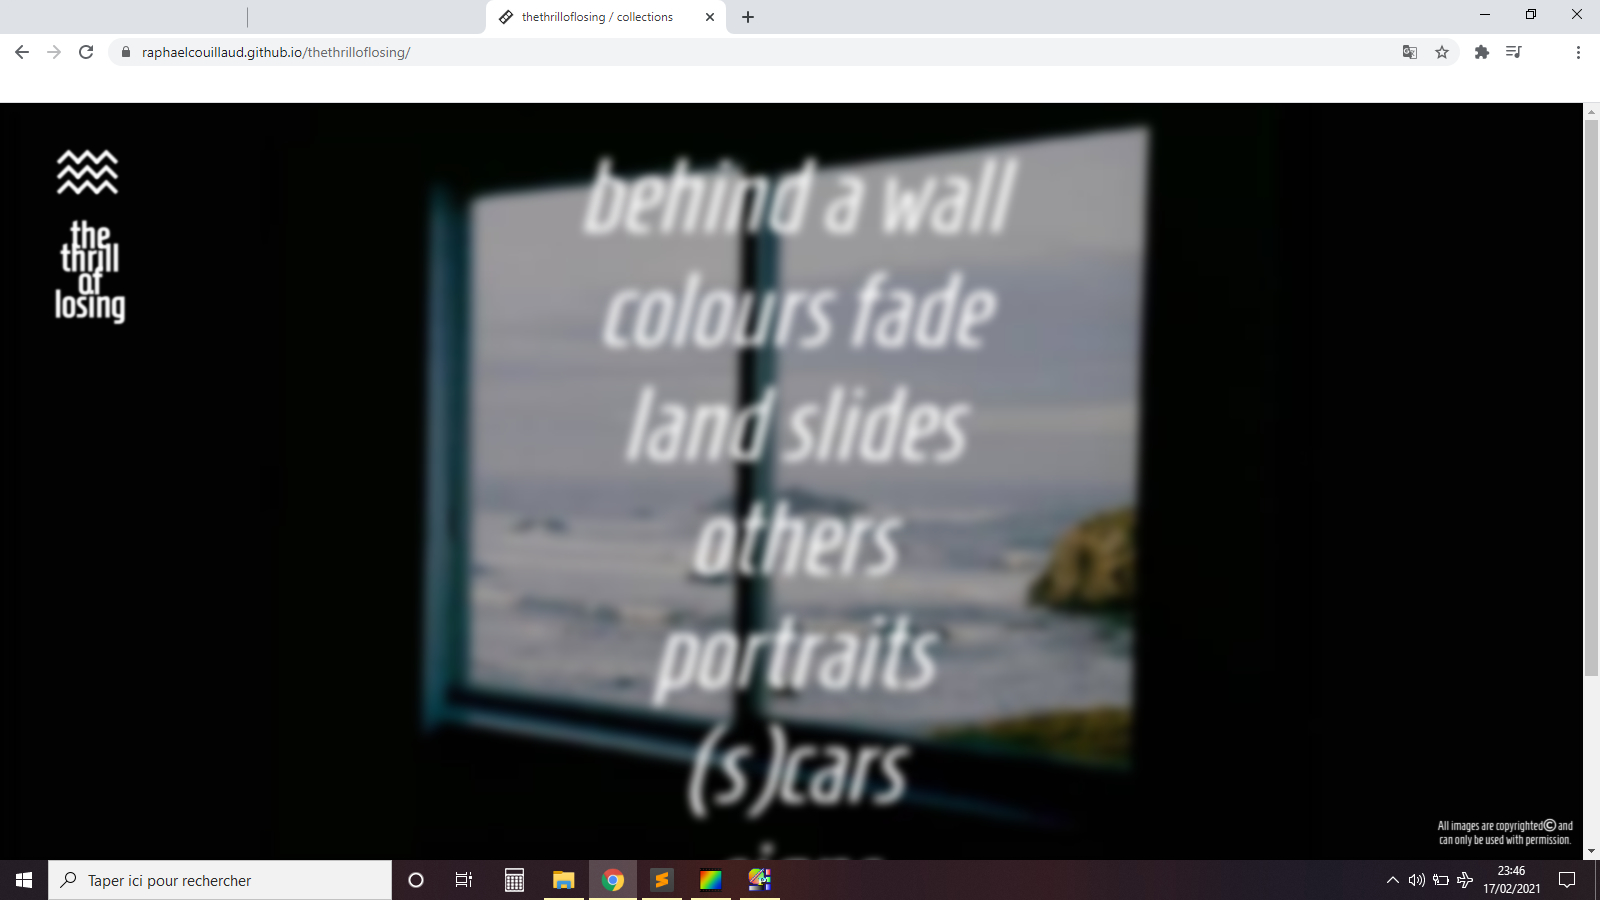 thethrilloflosing / collections
raphaelcouillaud.github.io/thethrilloflosing/
the
thrill
of
losing
behind a wall
colours fade
land slides
others
portraits
(s)cars
All images are copyrighted© and
can only be used with permission.
Taper ici pour rechercher
23:46
17/02/2021